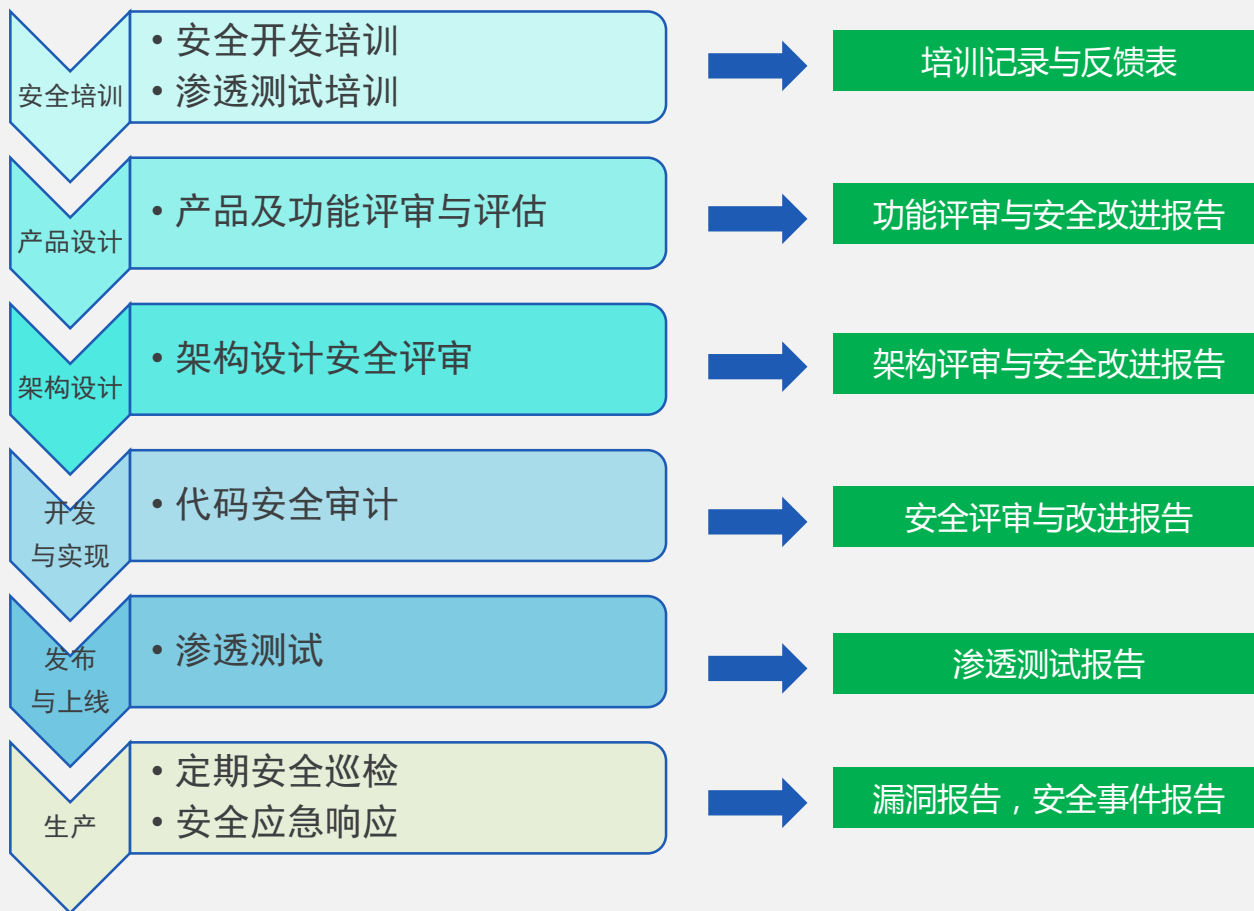 安全培训
• 安全开发培训
• 渗透测试培训
培训记录与反馈表
产品设计
• 产品及功能评审与评估
功能评审与安全改进报告
架构设计
• 架构设计安全评审
架构评审与安全改进报告
开发
与实现
• 代码安全审计
安全评审与改进报告
发布
与上线
• 渗透测试
渗透测试报告
生产
• 定期安全巡检
• 安全应急响应
漏洞报告，安全事件报告